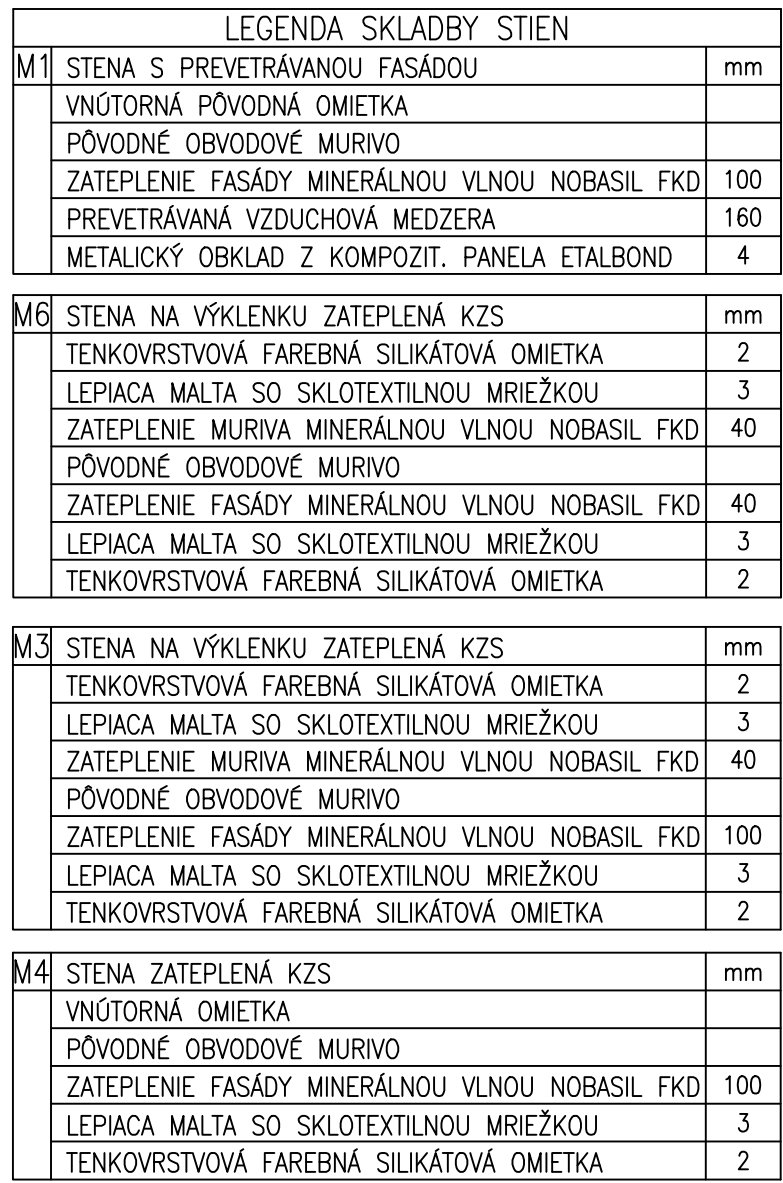 LEGENDA SKLADBY STIEN
M1 STENA S PREVETRÁVANOU FASÁDOU mm
VNÚTORNÁ PÔVODNÁ OMIETKA
PÔVODNÉ OBVODOVÉ MURIVO
ZATEPLENIE FASÁDY MINERÁLNOU VLNOU NOBASIL FKD 100
PREVETRÁVANÁ VZDUCHOVÁ MEDZERA 160
METALICKÝ OBKLAD Z KOMPOZIT. PANELA ETALBOND 4
M6 STENA NA VÝKLENKU ZATEPLENÁ KZS mm
TENKOVRSTVOVÁ FAREBNÁ SILIKÁTOVÁ OMIETKA 2
LEPIACA MALTA SO SKLOTEXTILNOU MRIEŽKOU 3
ZATEPLENIE MURIVA MINERÁLNOU VLNOU NOBASIL FKD 40
PÔVODNÉ OBVODOVÉ MURIVO
ZATEPLENIE FASÁDY MINERÁLNOU VLNOU NOBASIL FKD 40
LEPIACA MALTA SO SKLOTEXTILNOU MRIEŽKOU 3
TENKOVRSTVOVÁ FAREBNÁ SILIKÁTOVÁ OMIETKA 2
M3 STENA NA VÝKLENKU ZATEPLENÁ KZS mm
TENKOVRSTVOVÁ FAREBNÁ SILIKÁTOVÁ OMIETKA 2
LEPIACA MALTA SO SKLOTEXTILNOU MRIEŽKOU 3
ZATEPLENIE MURIVA MINERÁLNOU VLNOU NOBASIL FKD 40
PÔVODNÉ OBVODOVÉ MURIVO
ZATEPLENIE FASÁDY MINERÁLNOU VLNOU NOBASIL FKD 100
LEPIACA MALTA SO SKLOTEXTILNOU MRIEŽKOU 3
TENKOVRSTVOVÁ FAREBNÁ SILIKÁTOVÁ OMIETKA 2
M4 STENA ZATEPLENÁ KZS mm
VNÚTORNÁ OMIETKA
PÔVODNÉ OBVODOVÉ MURIVO
ZATEPLENIE FASÁDY MINERÁLNOU VLNOU NOBASIL FKD 100
LEPIACA MALTA SO SKLOTEXTILNOU MRIEŽKOU 3
TENKOVRSTVOVÁ FAREBNÁ SILIKÁTOVÁ OMIETKA 2